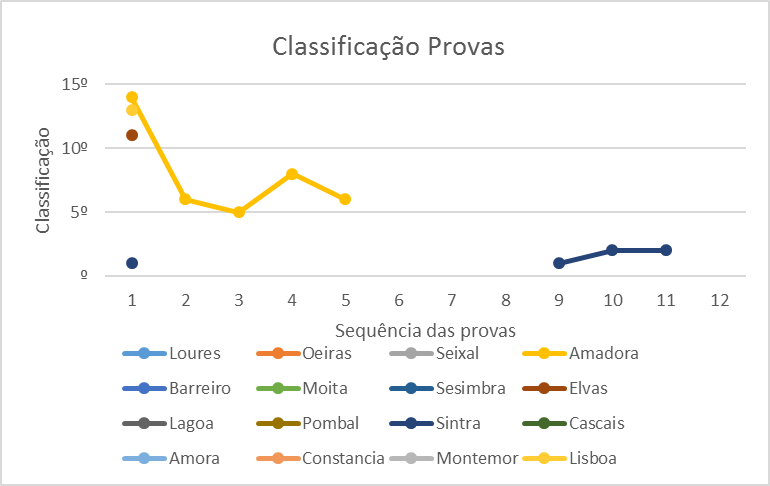 Classificação Provas
15º
10º
5º
º
Classificação
1 2 3 4 5 6 7 8 9 10 11 12
Sequência das provas
Loures Oeiras Seixal Amadora
Barreiro Moita Sesimbra Elvas
Lagoa Pombal Sintra Cascais
Amora Constancia Montemor Lisboa